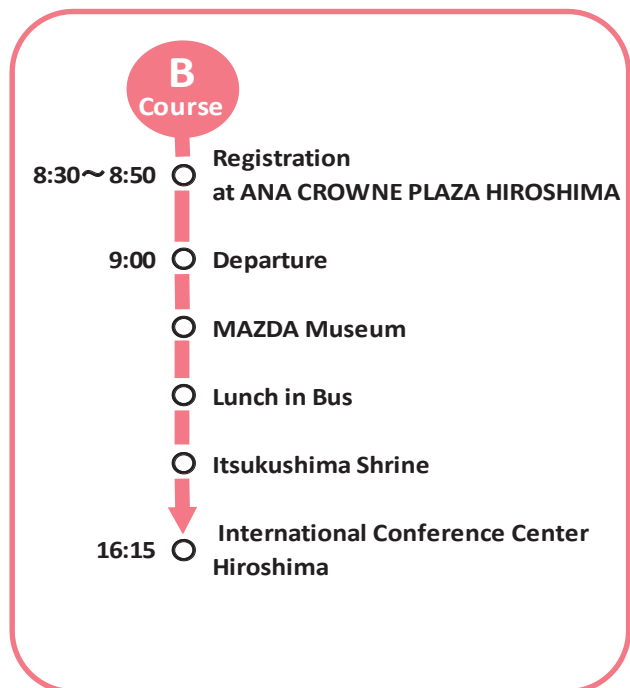 B
Course
8:30～8:50 Registration
at ANA CROWNE PLAZA HIROSHIMA
9:00 Departure
MAZDA Museum
Lunch in Bus
Itsukushima Shrine
16:15 International Conference Center
Hiroshima